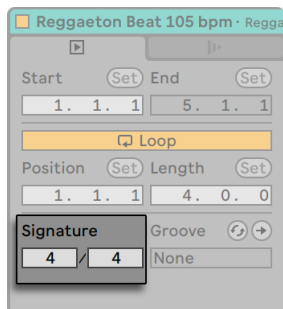 Reggaeton Beat 105 bpm · Regga
Start Set End Set
1. 1. 1 5. 1. 1
Loop
Position Set Length Set
1. 1. 1 4. 0. 0
Signature Groove
4 / 4 None